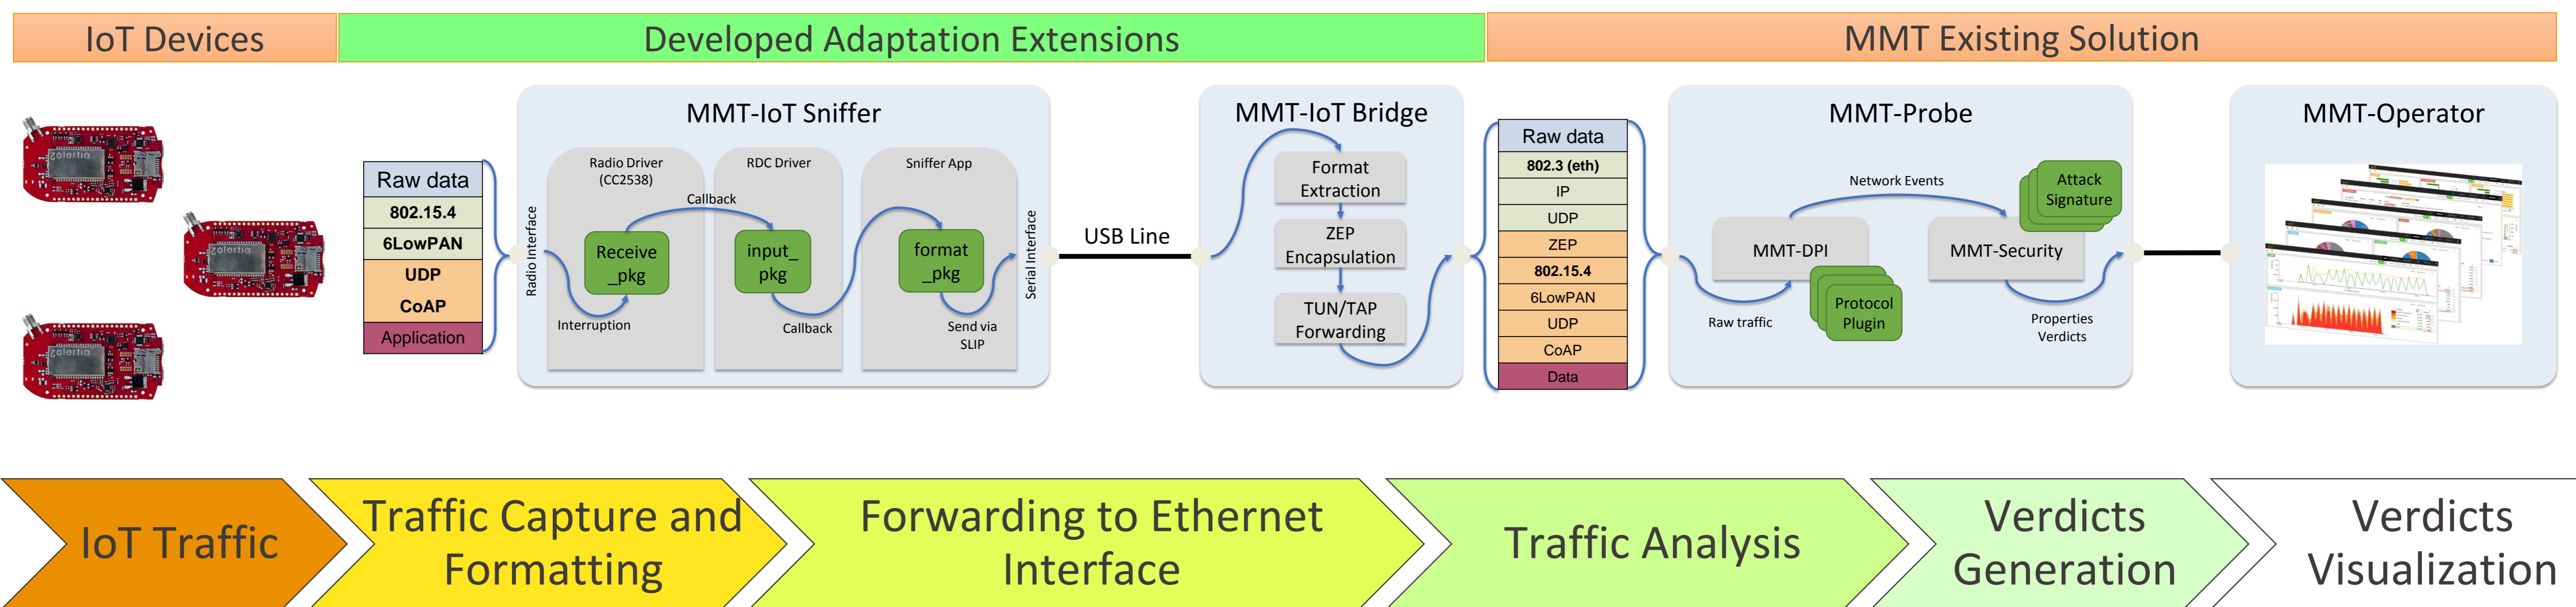 IoT Devices
Developed Adaptation Extensions
MMT Existing Solution
zolertia
zolertia
zolertia
Raw data
802.15.4
6LowPAN
UDP
CoAP
Application
MMT-IoT Sniffer
Radio Interface
Radio Driver
(CC2538)
Receive
_pkg
Interruption
Callback
RDC Driver
input_
pkg
Callback
Sniffer App
format
_pkg
Send via
SLIP
Serial Interface
USB Line
MMT-IoT Bridge
Format
Extraction
ZEP
Encapsulation
TUN/TAP
Forwarding
Raw data
802.3 (eth)
IP
UDP
ZEP
802.15.4
6LowPAN
UDP
CoAP
Data
MMT-Probe
Network Events
Attack
Signature
MMT-DPI
MMT-Security
Protocol
Plugin
Raw traffic
Properties
Verdicts
MMT-Operator
IoT Traffic
Traffic Capture and
Formatting
Forwarding to Ethernet
Interface
Traffic Analysis
Verdicts
Generation
Verdicts
Visualization